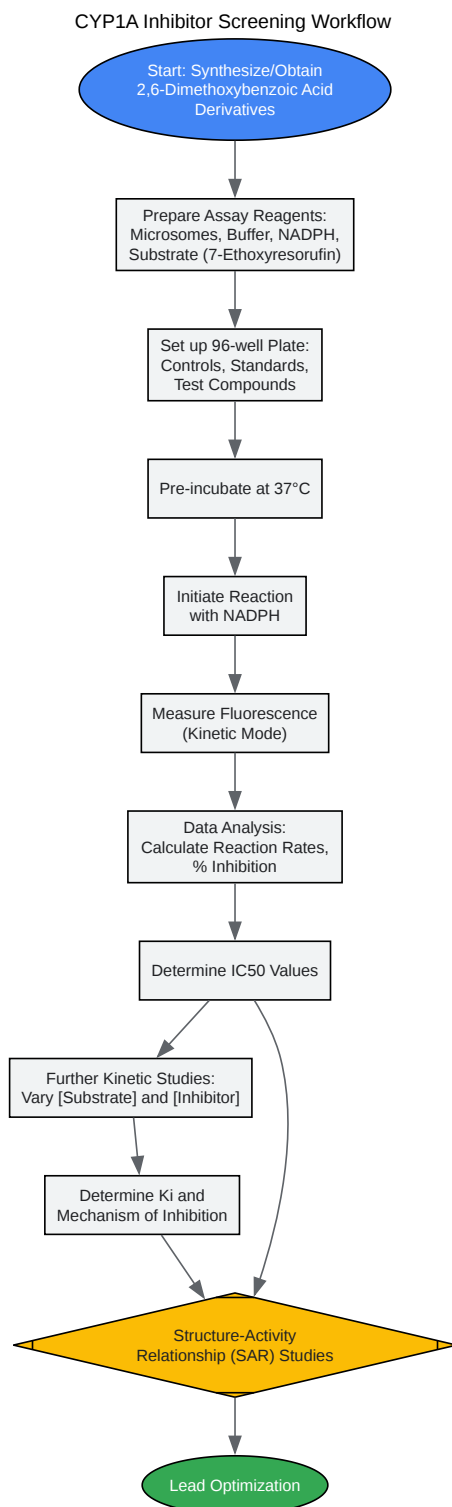 CYP1A Inhibitor Screening Workflow
Start: Synthesize/Obtain
2,6-Dimethoxybenzoic Acid
Derivatives
Prepare Assay Reagents:
Microsomes, Buffer, NADPH,
Substrate (7-Ethoxyresorufin)
Set up 96-well Plate:
Controls, Standards,
Test Compounds
Pre-incubate at 37°C
Initiate Reaction
with NADPH
Measure Fluorescence
(Kinetic Mode)
Data Analysis:
Calculate Reaction Rates,
% Inhibition
Determine IC50 Values
Further Kinetic Studies:
Vary [Substrate] and [Inhibitor]
Determine Ki and
Mechanism of Inhibition
Structure-Activity
Relationship (SAR) Studies
Lead Optimization